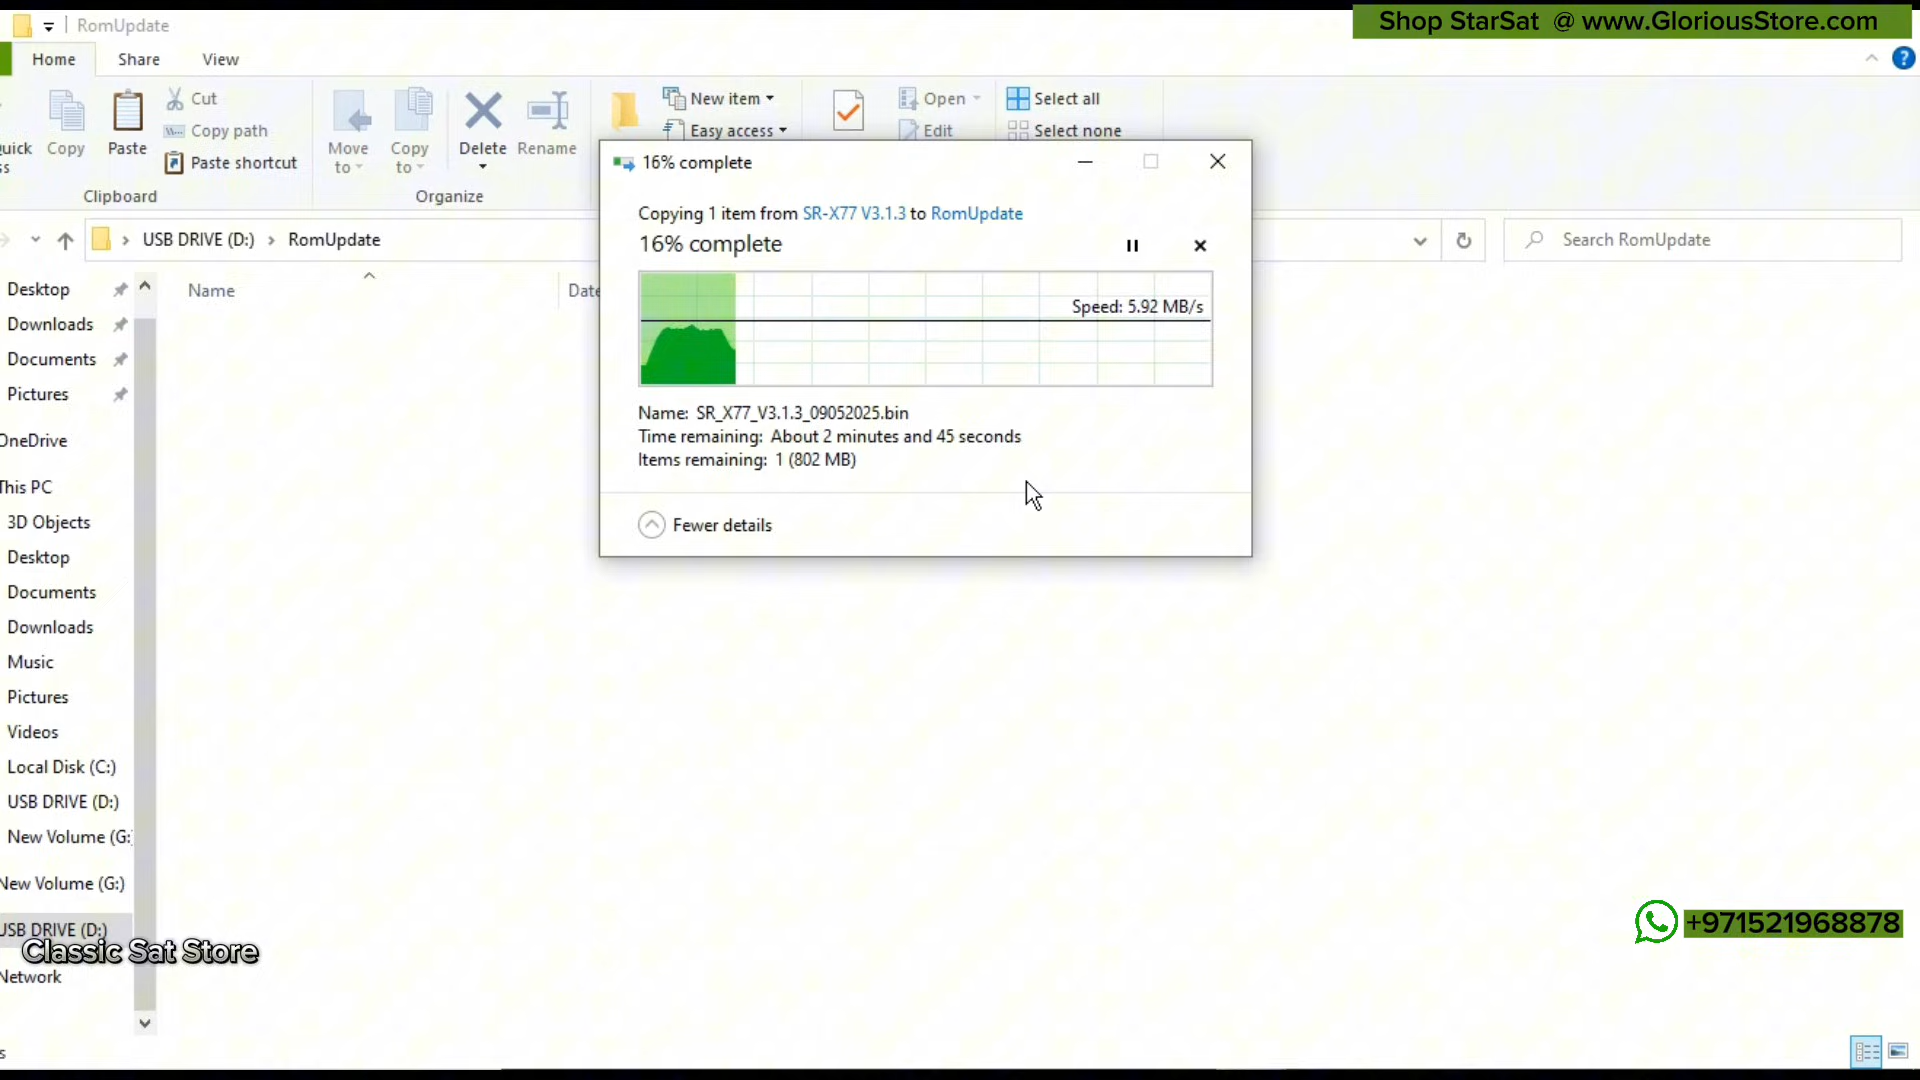 RomUpdate
Shop StarSat @ www.GloriousStore.com
Home Share View
Cut
Copy path
Paste shortcut
Copy Paste
Clipboard
Move to
Copy to
Delete Rename
Organize
New item
Easy access
Open
Edit
Select all
Select none
16% complete
Copying 1 item from SR-X77 V3.1.3 to RomUpdate
16% complete
Speed: 5.92 MB/s
Name: SR_X77_V3.1.3_09052025.bin
Time remaining: About 2 minutes and 45 seconds
Items remaining: 1 (802 MB)
Fewer details
USB DRIVE (D:) RomUpdate
Search RomUpdate
Name
Desktop
Downloads
Documents
Pictures
OneDrive
This PC
3D Objects
Desktop
Documents
Downloads
Music
Pictures
Videos
Local Disk (C:)
USB DRIVE (D:)
New Volume (G:
New Volume (G:)
USB DRIVE (D:)
Classic Sat Store
Network
+971521968878